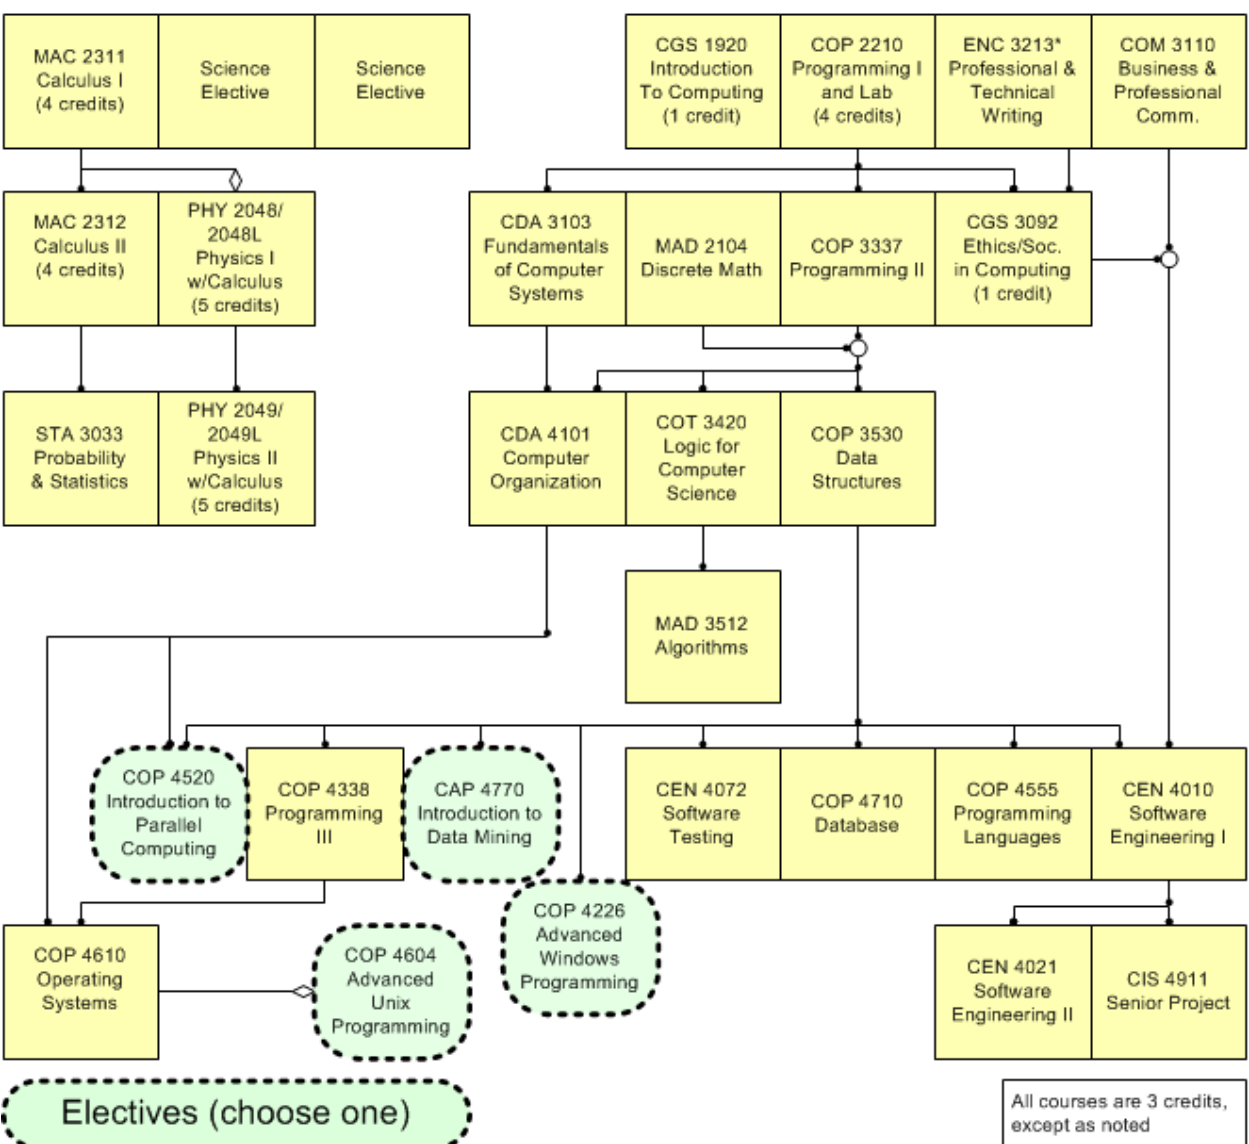 MAC 2311
Calculus I
(4 credits)
Science
Elective
Science
Elective
CGS 1920
Introduction
To Computing
(1 credit)
COP 2210
Programming I
and Lab
(4 credits)
ENC 3213*
Professional &
Technical
Writing
COM 3110
Business &
Professional
Comm.
MAC 2312
Calculus II
(4 credits)
PHY 2048/
2048L
Physics I
w/Calculus
(5 credits)
CDA 3103
Fundamentals
of Computer
Systems
MAD 2104
Discrete Math
COP 3337
Programming II
CGS 3092
Ethics/Soc.
in Computing
(1 credit)
STA 3033
Probability
& Statistics
PHY 2049/
2049L
Physics II
w/Calculus
(5 credits)
CDA 4101
Computer
Organization
COT 3420
Logic for
Computer
Science
COP 3530
Data
Structures
MAD 3512
Algorithms
COP 4520
Introduction to
Parallel
Computing
COP 4338
Programming
III
CAP 4770
Introduction to
Data Mining
CEN 4072
Software
Testing
COP 4710
Database
COP 4555
Programming
Languages
CEN 4010
Software
Engineering I
COP 4226
Advanced
Windows
Programming
COP 4610
Operating
Systems
COP 4604
Advanced
Unix
Programming
CEN 4021
Software
Engineering II
CIS 4911
Senior Project
Electives (choose one)
All courses are 3 credits,
except as noted